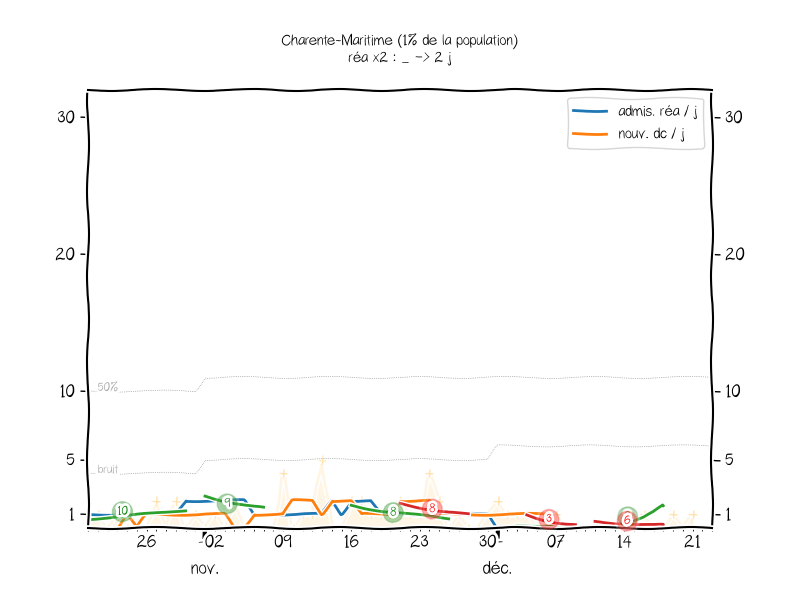 Charente-Maritime (1% de la population)
réa x2 : _ -> 2 j
admis. réa / j
nouv. dc / j
30 30
20 20
50%
10 10
bruit
5 5
10 9 8 8 3 6
1 1
26 02 09 16 23 30 07 14 21
nov. déc.